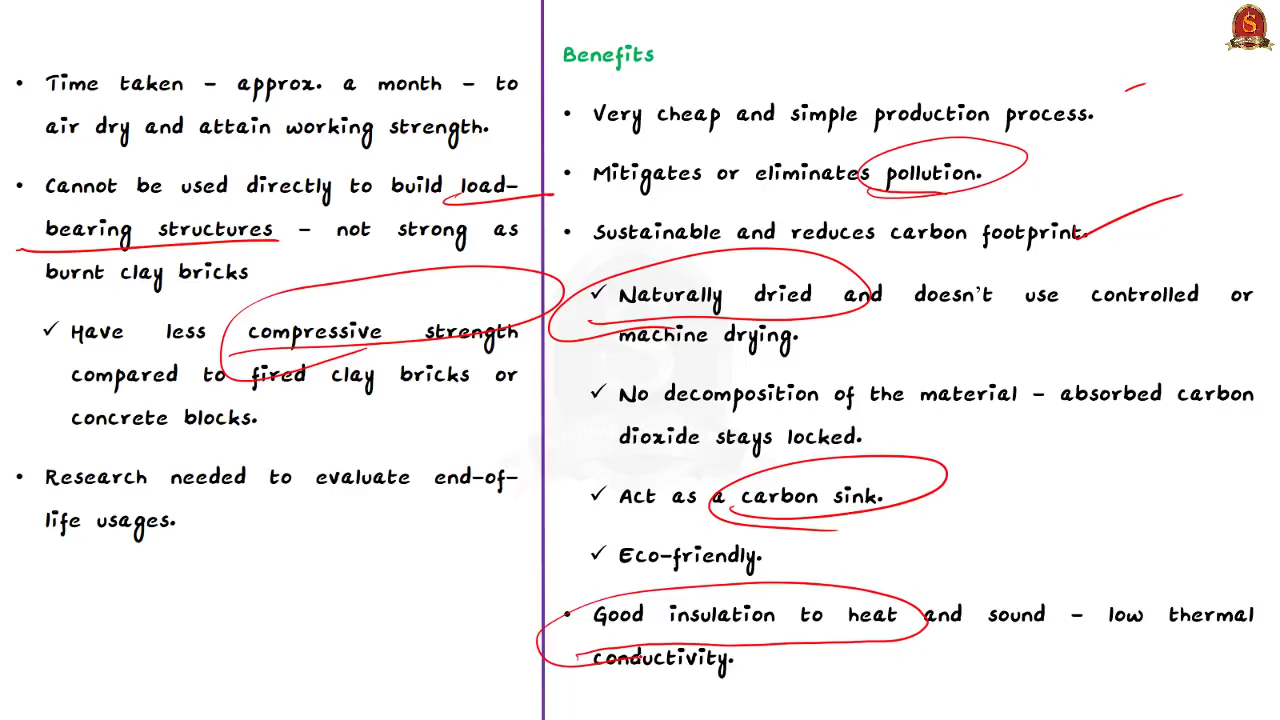 • Time taken – approx. a month – to
air dry and attain working strength.
• Cannot be used directly to build load-
bearing structures – not strong as
burnt clay bricks
✓ Have less compressive strength
compared to fired clay bricks or
concrete blocks.
• Research needed to evaluate end-of-
life usages.
Benefits
• Very cheap and simple production process.
• Mitigates or eliminates pollution.
• Sustainable and reduces carbon footprint.
✓ Naturally dried and doesn't use controlled or
machine drying.
✓ No decomposition of the material – absorbed carbon
dioxide stays locked.
✓ Act as a carbon sink.
✓ Eco-friendly.
• Good insulation to heat and sound – low thermal
conductivity.